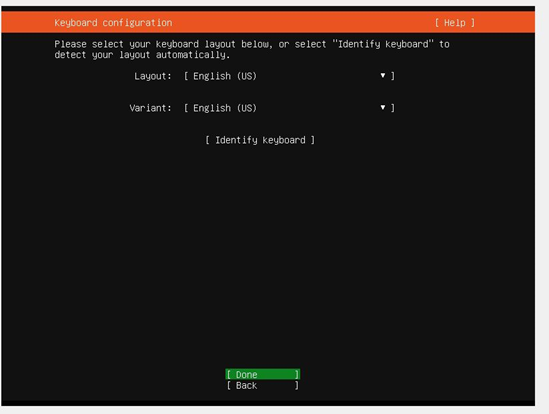 Keyboard configuration [ Help ]
Please select your keyboard layout below, or select "Identify keyboard" to
detect your layout automatically.
Layout: [ English (US) ▾ ]
Variant: [ English (US) ▾ ]
[ Identify keyboard ]
[ Done ]
[ Back ]